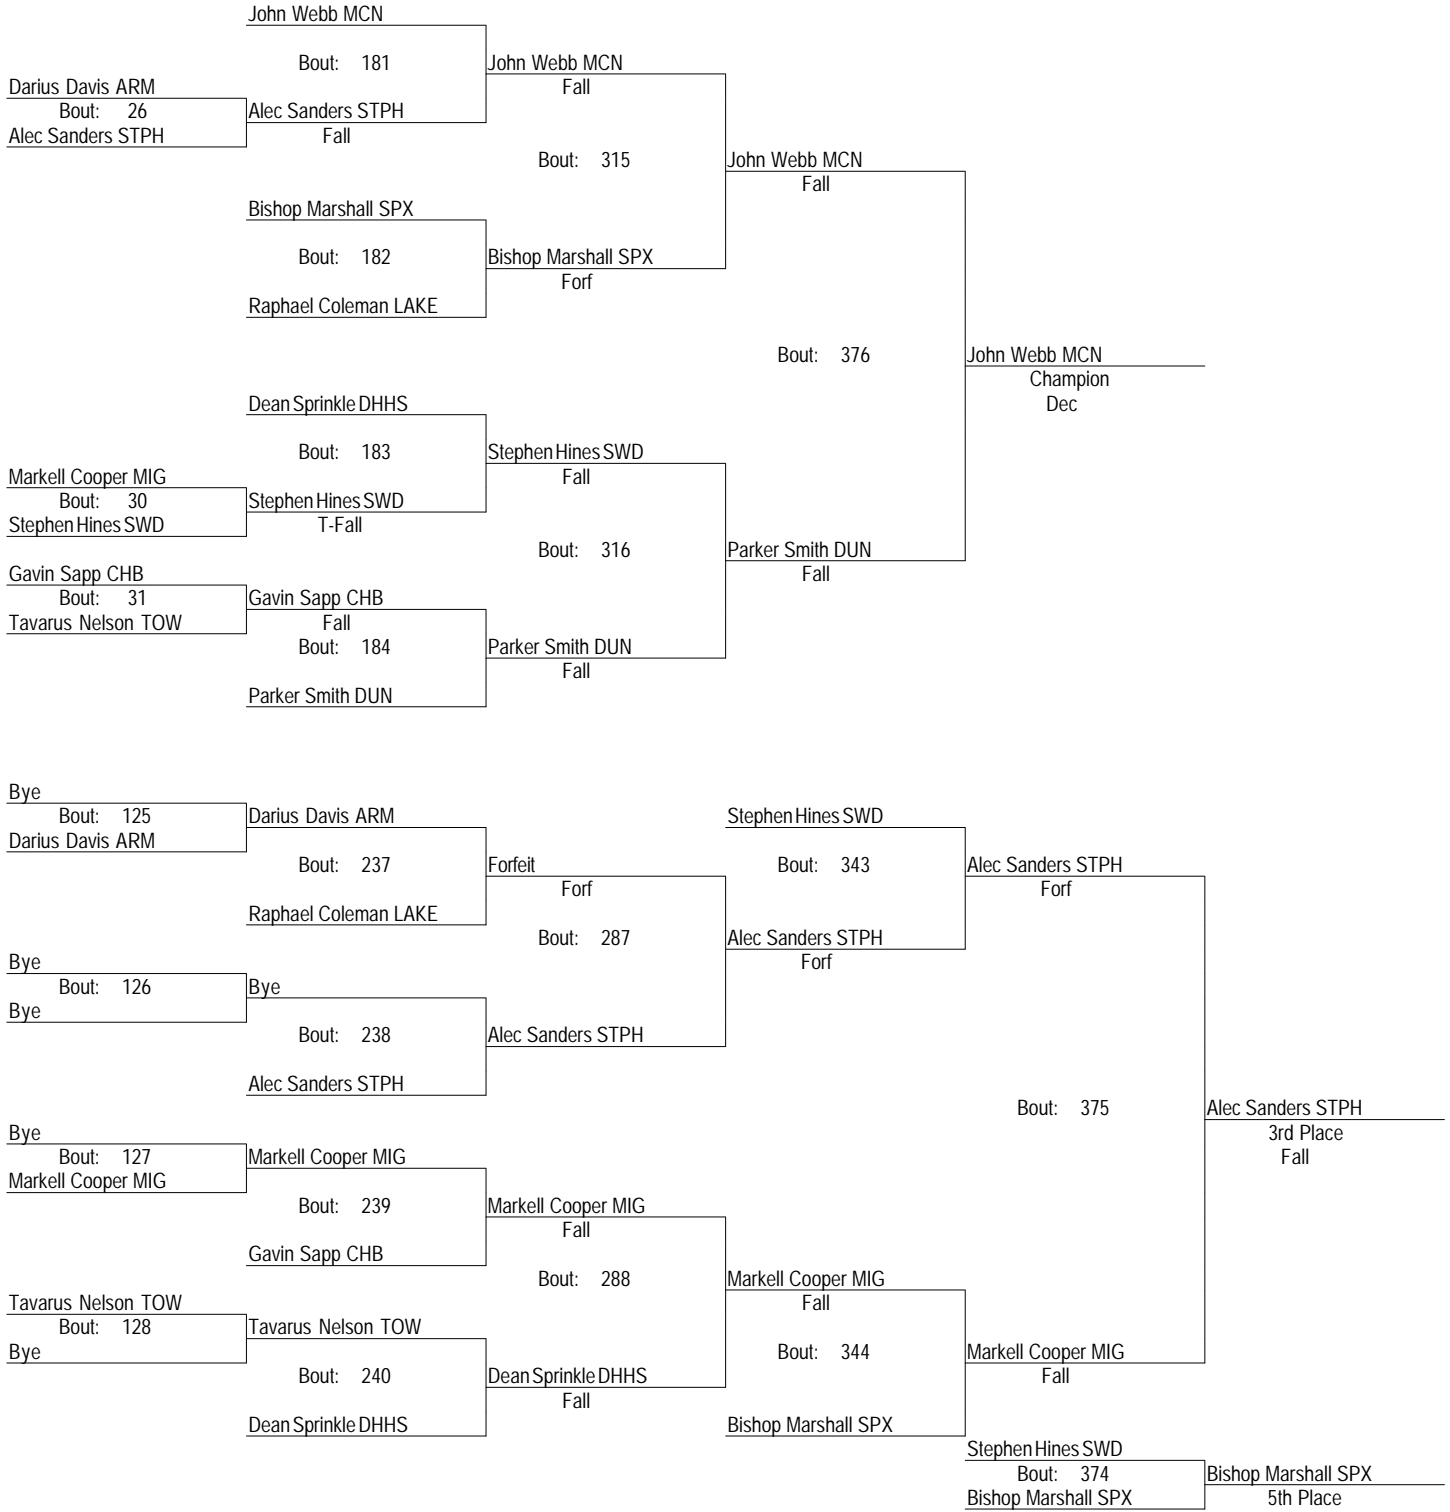 John Webb MCN
Bout: 181
John Webb MCN
Fall
Darius Davis ARM
Bout: 26
Alec Sanders STPH
Alec Sanders STPH
Fall
Bout: 315
John Webb MCN
Fall
Bishop Marshall SPX
Bout: 182
Bishop Marshall SPX
Forf
Raphael Coleman LAKE
Bout: 376
John Webb MCN
Champion
Dec
Dean Sprinkle DHHS
Bout: 183
Stephen Hines SWD
Fall
Markell Cooper MIG
Bout: 30
Stephen Hines SWD
Stephen Hines SWD
T-Fall
Bout: 316
Parker Smith DUN
Fall
Gavin Sapp CHB
Bout: 31
Tavarus Nelson TOW
Gavin Sapp CHB
Fall
Bout: 184
Parker Smith DUN
Fall
Parker Smith DUN
Bye
Bout: 125
Darius Davis ARM
Darius Davis ARM
Bout: 237
Forfeit
Forf
Raphael Coleman LAKE
Stephen Hines SWD
Bout: 343
Alec Sanders STPH
Forf
Bout: 287
Alec Sanders STPH
Forf
Bye
Bout: 126
Bye
Bye
Bout: 238
Alec Sanders STPH
Alec Sanders STPH
Bout: 375
Alec Sanders STPH
3rd Place
Fall
Bye
Bout: 127
Markell Cooper MIG
Markell Cooper MIG
Bout: 239
Markell Cooper MIG
Fall
Gavin Sapp CHB
Bout: 288
Markell Cooper MIG
Fall
Tavarus Nelson TOW
Bout: 128
Bye
Tavarus Nelson TOW
Bout: 240
Dean Sprinkle DHHS
Fall
Dean Sprinkle DHHS
Bout: 344
Markell Cooper MIG
Fall
Bishop Marshall SPX
Stephen Hines SWD
Bout: 374
Bishop Marshall SPX
Bishop Marshall SPX
5th Place